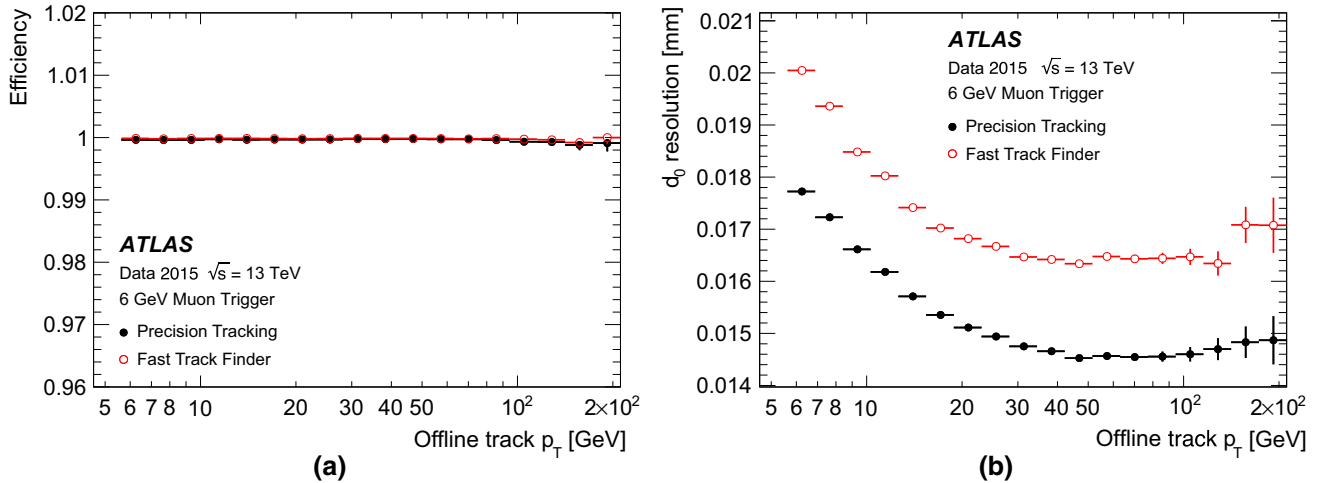 Efficiency
1.02
1.01
1
0.99
0.98
0.97
0.96
ATLAS
Data 2015 √s = 13 TeV
6 GeV Muon Trigger
Precision Tracking
Fast Track Finder
5 6 7 8 10 20 30 40 50 10² 2×10²
Offline track p_T [GeV]
(a)
d₀ resolution [mm]
0.021
0.02
0.019
0.018
0.017
0.016
0.015
0.014
ATLAS
Data 2015 √s = 13 TeV
6 GeV Muon Trigger
Precision Tracking
Fast Track Finder
5 6 7 8 10 20 30 40 50 10² 2×10²
Offline track p_T [GeV]
(b)